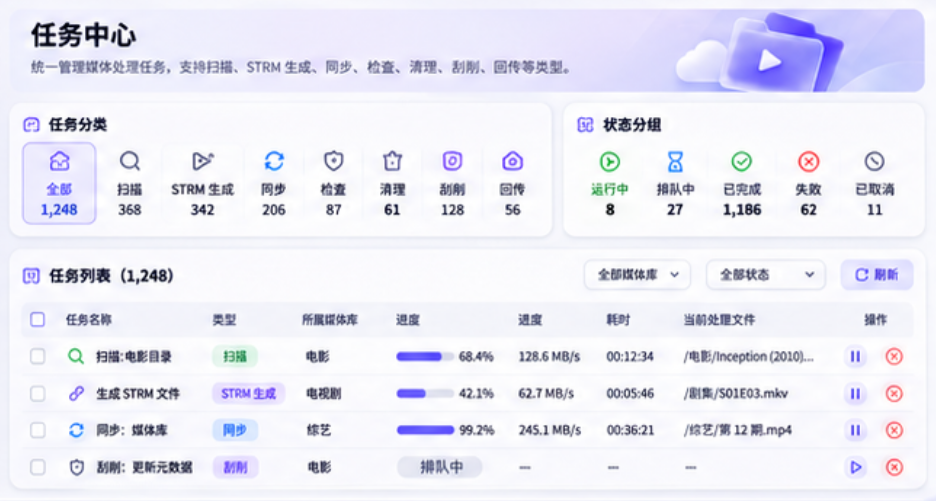 任务中心
统一管理媒体处理任务，支持扫描、STRM 生成、同步、检查、清理、刮削、回传等类型。
任务分类
全部 扫描 STRM 生成 同步 检查 清理 刮削 回传
1,248 368 342 206 87 61 128 56
状态分组
运行中 排队中 已完成 失败 已取消
8 27 1,186 62 11
任务列表（1,248）
全部媒体库 全部状态 刷新
任务名称 类型 所属媒体库 进度 进度 耗时 当前处理文件 操作
扫描:电影目录 扫描 电影 68.4% 128.6 MB/s 00:12:34 /电影/Inception (2010)...
生成 STRM 文件 STRM 生成 电视剧 42.1% 62.7 MB/s 00:05:46 /剧集/S01E03.mkv
同步：媒体库 同步 综艺 99.2% 245.1 MB/s 00:36:21 /综艺/第 12 期.mp4
刮削：更新元数据 刮削 电影 排队中 --- --- ---